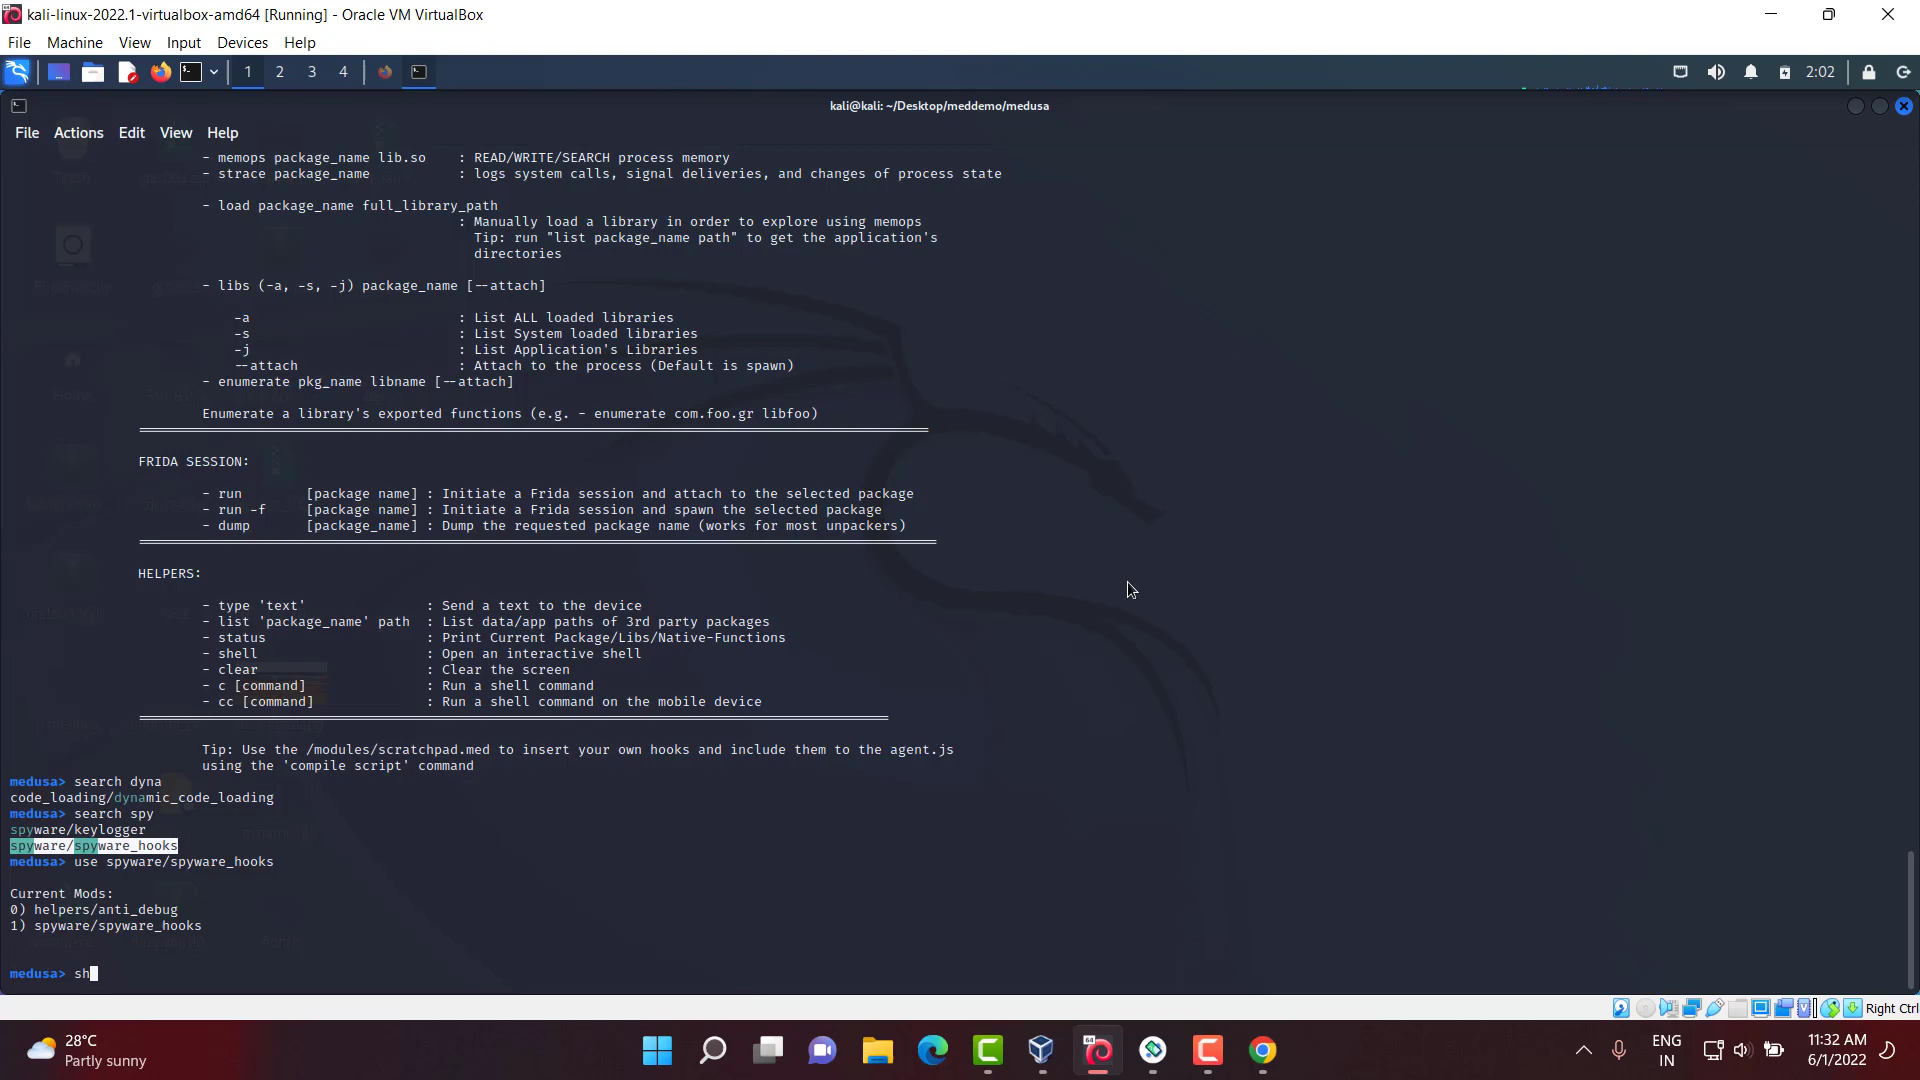 kali-linux-2022.1-virtualbox-amd64 [Running] - Oracle VM VirtualBox
File Machine View Input Devices Help
1 2 3 4 2:02
kali@kali: ~/Desktop/meddemo/medusa
File Actions Edit View Help
- memops package_name lib.so : READ/WRITE/SEARCH process memory
- strace package_name : logs system calls, signal deliveries, and changes of process state
- load package_name full_library_path
: Manually load a library in order to explore using memops
Tip: run "list package_name path" to get the application's
directories
- libs (-a, -s, -j) package_name [--attach]
-a : List ALL loaded libraries
-s : List System loaded libraries
-j : List Application's Libraries
--attach : Attach to the process (Default is spawn)
- enumerate pkg_name libname [--attach]
Enumerate a library's exported functions (e.g. - enumerate com.foo.gr libfoo)
FRIDA SESSION:
- run [package name] : Initiate a Frida session and attach to the selected package
- run -f [package name] : Initiate a Frida session and spawn the selected package
- dump [package_name] : Dump the requested package name (works for most unpackers)
HELPERS:
- type 'text' : Send a text to the device
- list 'package_name' path : List data/app paths of 3rd party packages
- status : Print Current Package/Libs/Native-Functions
- shell : Open an interactive shell
- clear : Clear the screen
- c [command] : Run a shell command
- cc [command] : Run a shell command on the mobile device
Tip: Use the /modules/scratchpad.med to insert your own hooks and include them to the agent.js
using the 'compile script' command
medusa> search dyna
code_loading/dynamic_code_loading
medusa> search spy
spyware/keylogger
spyware/spyware_hooks
medusa> use spyware/spyware_hooks
Current Mods:
0) helpers/anti_debug
1) spyware/spyware_hooks
medusa> sh
Right Ctrl
28°C
Partly sunny
64
ENG
IN
11:32 AM
6/1/2022